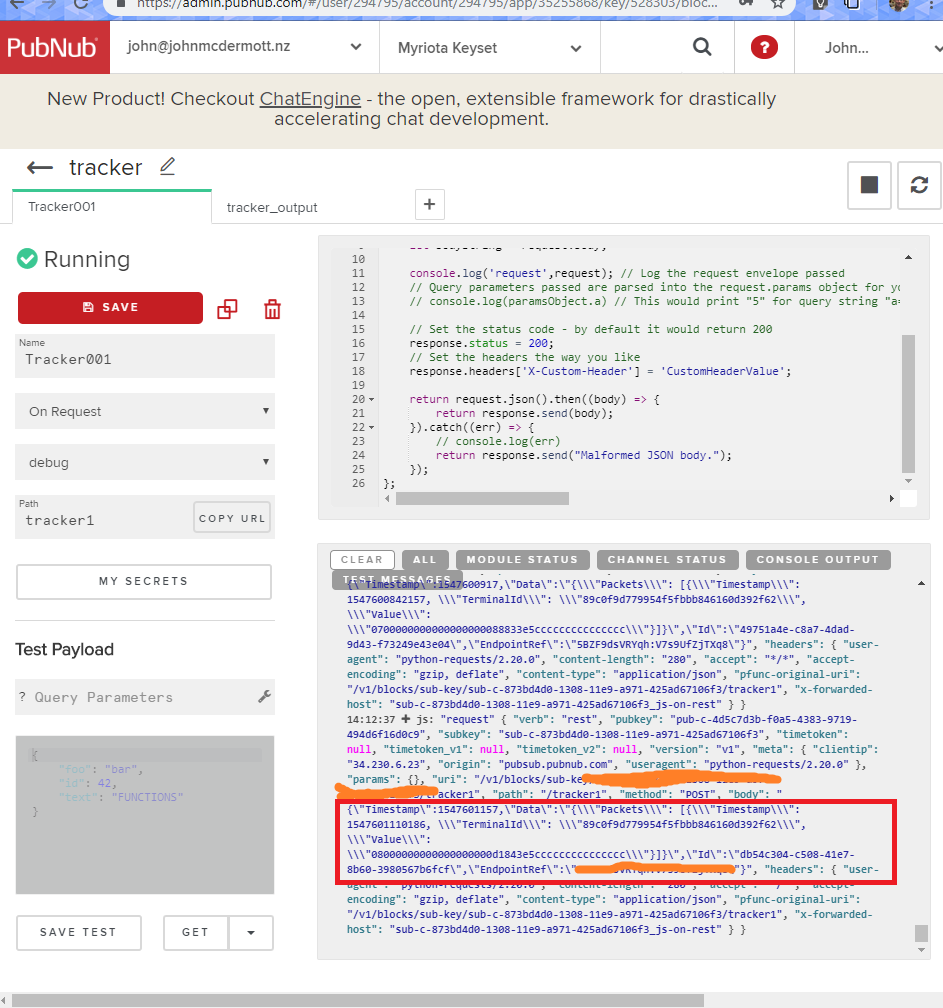 https://admin.pubnub.com/#/user/294795/account/294795/app/35255868/key/528303/bloc...
PubNub
john@johnmcdermott.nz
Myriota Keyset
?
John...
New Product! Checkout ChatEngine - the open, extensible framework for drastically
accelerating chat development.
tracker
Tracker001
tracker_output
+
Running
SAVE
Name
Tracker001
On Request
debug
Path
tracker1
COPY URL
MY SECRETS
Test Payload
? Query Parameters
{
"foo": "bar",
"id": 42,
"text": "FUNCTIONS"
}
SAVE TEST
GET
10
11 console.log('request',request); // Log the request envelope passed
12 // Query parameters passed are parsed into the request.params object for yo
13 // console.log(paramsObject.a) // This would print "5" for query string "a=
14
15 // Set the status code - by default it would return 200
16 response.status = 200;
17 // Set the headers the way you like
18 response.headers['X-Custom-Header'] = 'CustomHeaderValue';
19
20 return request.json().then((body) => {
21 return response.send(body);
22 }).catch((err) => {
23 // console.log(err)
24 return response.send("Malformed JSON body.");
25 });
26 };
CLEAR
ALL
MODULE STATUS
CHANNEL STATUS
CONSOLE OUTPUT
TEST MESSAGES
{\"Timestamp\":1547600917,\"Data\":\"{\\\"Packets\\\": [{\\\"Timestamp\\\":
1547600842157, \\\"TerminalId\\\": \\\"89c0f9d779954f5fbbb846160d392f62\\\",
\\\"Value\\\":
\\\"0700000000000000000088833e5ccccccccccccccc\\\"}]}\",\"Id\":\"49751a4e-c8a7-4dad-
9d43-f73249e43e04\",\"EndpointRef\":\"5BZF9dsVRYqh:V7s9UfZjTXq8\"}", "headers": { "user-
agent": "python-requests/2.20.0", "content-length": "280", "accept": "*/*", "accept-
encoding": "gzip, deflate", "content-type": "application/json", "pfunc-original-uri":
"/v1/blocks/sub-key/sub-c-873bd4d0-1308-11e9-a971-425ad67106f3/tracker1", "x-forwarded-
host": "sub-c-873bd4d0-1308-11e9-a971-425ad67106f3_js-on-rest" } }
14:12:37 + js: "request" { "verb": "rest", "pubkey": "pub-c-4d5c7d3b-f0a5-4383-9719-
494d6f16d0c9", "subkey": "sub-c-873bd4d0-1308-11e9-a971-425ad67106f3", "timetoken":
null, "timetoken_v1": null, "timetoken_v2": null, "version": "v1", "meta": { "clientip":
"34.230.6.23", "origin": "pubsub.pubnub.com", "useragent": "python-requests/2.20.0" },
"params": {}, "uri": "/v1/blocks/sub-key
/tracker1", "path": "/tracker1", "method": "POST", "body": "
{\"Timestamp\":1547601157,\"Data\":\"{\\\"Packets\\\": [{\\\"Timestamp\\\":
1547601110186, \\\"TerminalId\\\": \\\"89c0f9d779954f5fbbb846160d392f62\\\",
\\\"Value\\\":
\\\"08000000000000000000d1843e5ccccccccccccccc\\\"}]}\",\"Id\":\"db54c304-c508-41e7-
8b60-3980567b6fcf\",\"EndpointRef\":\" \"}", "headers": { "user-
agent": "python-requests/2.20.0", "content-length": "280", "accept": "*/*", "accept-
encoding": "gzip, deflate", "content-type": "application/json", "pfunc-original-uri":
"/v1/blocks/sub-key/sub-c-873bd4d0-1308-11e9-a971-425ad67106f3/tracker1", "x-forwarded-
host": "sub-c-873bd4d0-1308-11e9-a971-425ad67106f3_js-on-rest" } }